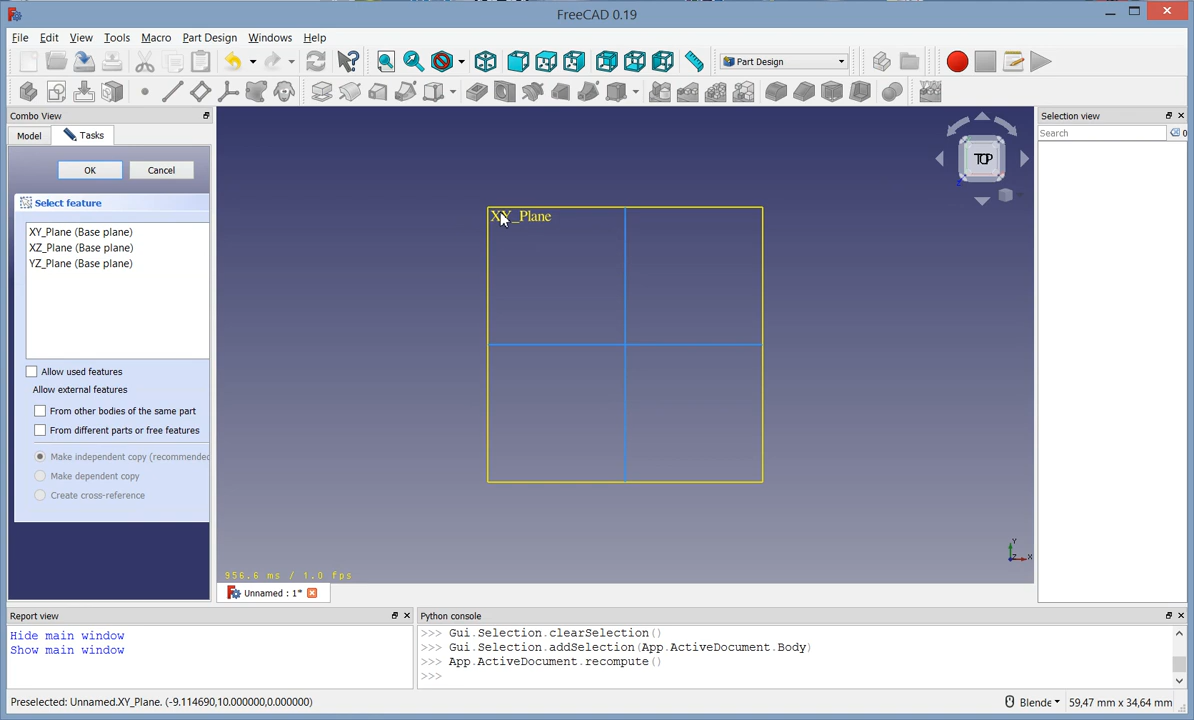 FreeCAD 0.19
File Edit View Tools Macro Part Design Windows Help
Part Design
Combo View
Selection view
Model Tasks
Search 0
OK Cancel
TOP
Select feature
XY_Plane
XY_Plane (Base plane)
XZ_Plane (Base plane)
YZ_Plane (Base plane)
Allow used features
Allow external features
From other bodies of the same part
From different parts or free features
Make independent copy (recommended
Make dependent copy
Create cross-reference
Y
Z X
956.6 ms / 1.0 fps
Unnamed : 1*
Report view
Python console
Hide main window
Show main window
>>> Gui.Selection.clearSelection()
>>> Gui.Selection.addSelection(App.ActiveDocument.Body)
>>> App.ActiveDocument.recompute()
>>>
Preselected: Unnamed.XY_Plane. (-9.114690,10.000000,0.000000)
Blende 59,47 mm x 34,64 mm